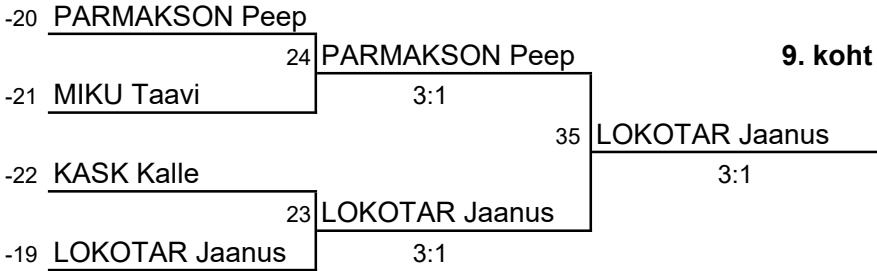 -20 PARMAKSON Peep
24 PARMAKSON Peep 9. koht
-21 MIKU Taavi 3:1
35 LOKOTAR Jaanus
-22 KASK Kalle 3:1
23 LOKOTAR Jaanus
-19 LOKOTAR Jaanus 3:1